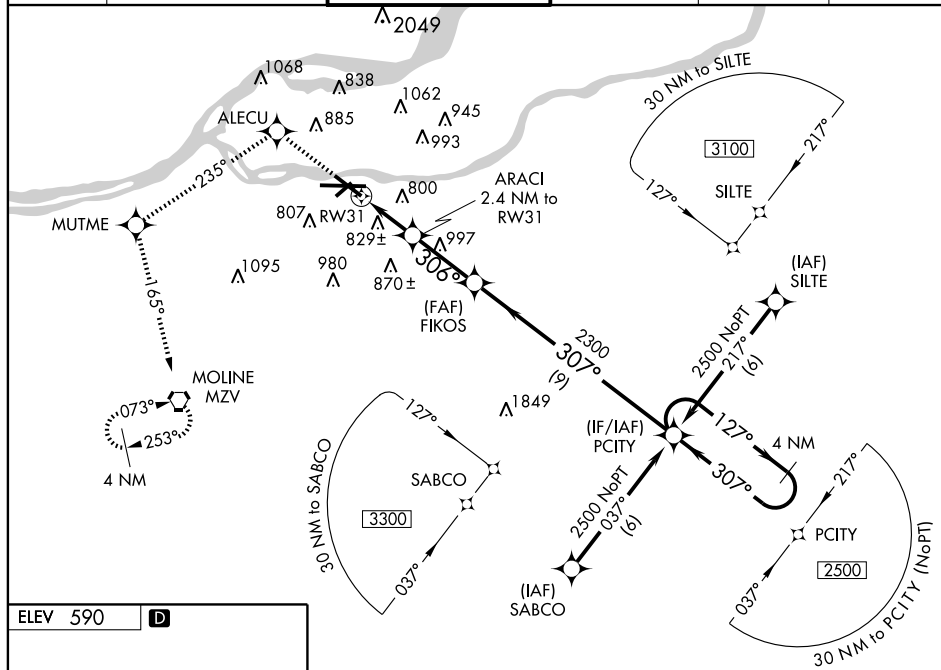 2049
1068
838
1062
945
993
ALECU
885
235°
MUTME
800
807
RW31
829±
ARACI
2.4 NM to
RW31
997
306°
1095
980
870±
(FAF)
FIKOS
165°
MOLINE
MZV
073°
253°
4 NM
30 NM to SILTE
3100
217°
127°
SILTE
(IAF)
SILTE
2500 NoPT
217°
(6)
2300
307°
(9)
1849
(IF/IAF)
PCITY
127°
4 NM
307°
30 NM to SABCO
127°
SABCO
3300
037°
2500 NoPT
037°
(6)
(IAF)
SABCO
217°
PCITY
2500
037°
30 NM to PCITY (NoPT)
ELEV 590 D